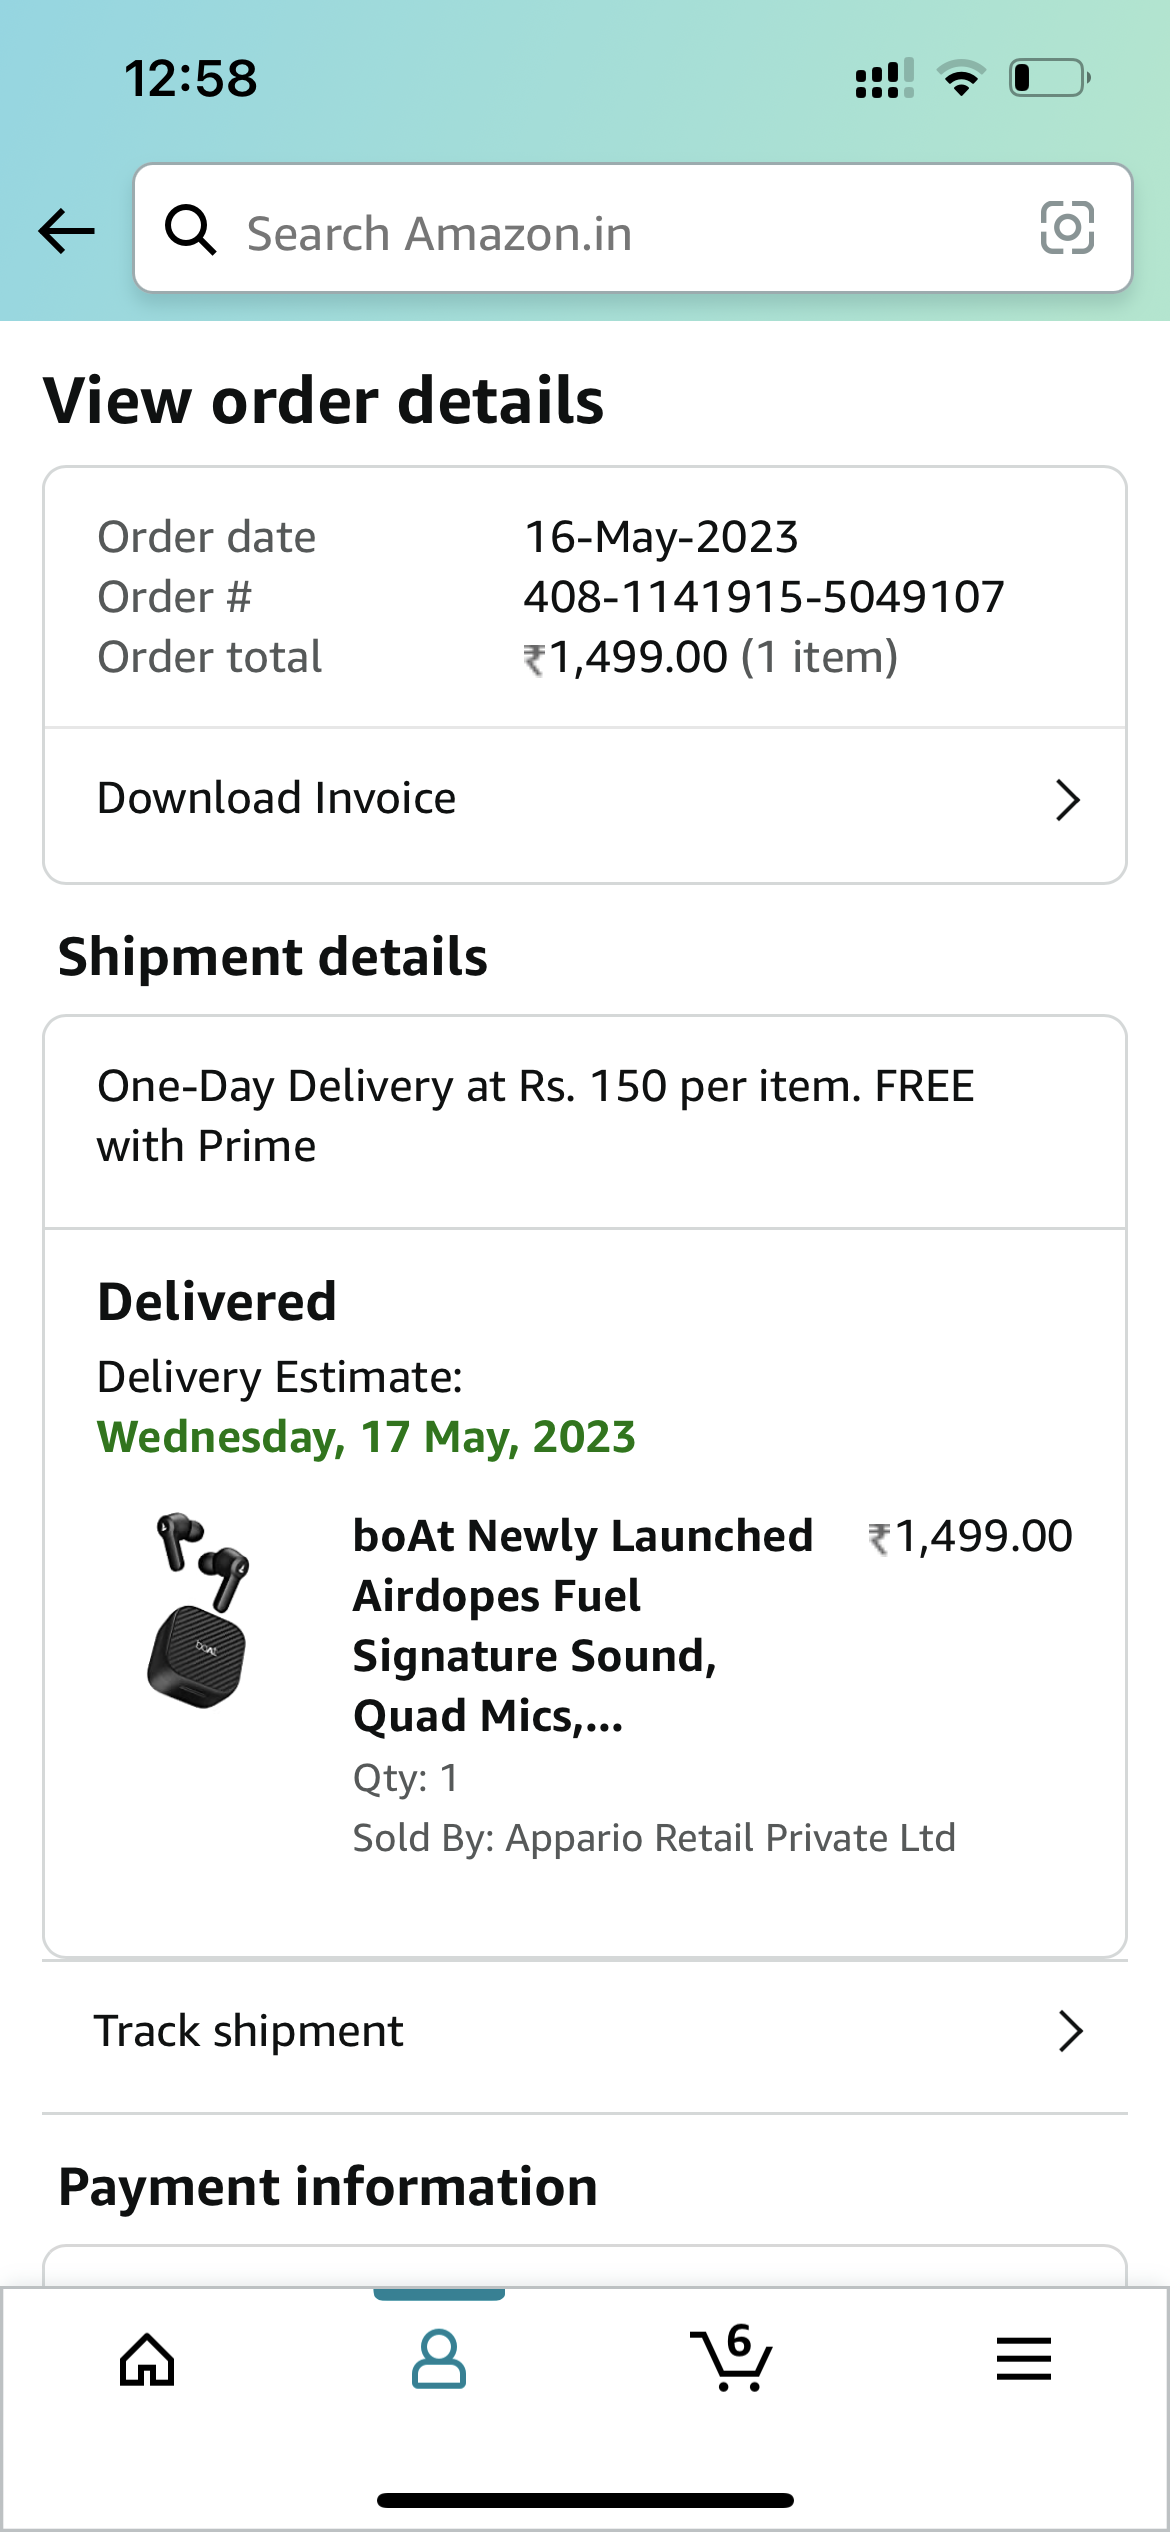 12:58
Search Amazon.in
View order details
Order date 16-May-2023
Order # 408-1141915-5049107
Order total ₹1,499.00 (1 item)
Download Invoice
Shipment details
One-Day Delivery at Rs. 150 per item. FREE
with Prime
Delivered
Delivery Estimate:
Wednesday, 17 May, 2023
boAt Newly Launched ₹1,499.00
Airdopes Fuel
Signature Sound,
Quad Mics,...
Qty: 1
Sold By: Appario Retail Private Ltd
boAt
Track shipment
Payment information
6